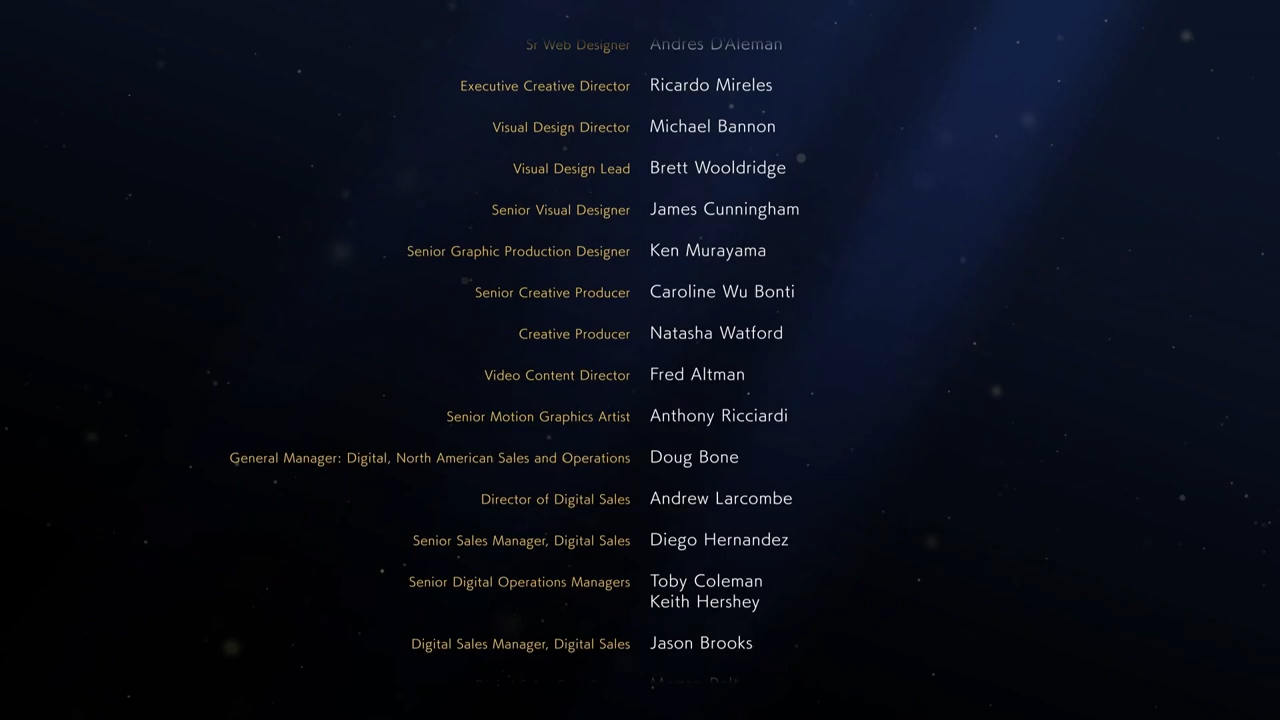 Sr Web Designer Andres D'Aleman
Executive Creative Director Ricardo Mireles
Visual Design Director Michael Bannon
Visual Design Lead Brett Wooldridge
Senior Visual Designer James Cunningham
Senior Graphic Production Designer Ken Murayama
Senior Creative Producer Caroline Wu Bonti
Creative Producer Natasha Watford
Video Content Director Fred Altman
Senior Motion Graphics Artist Anthony Ricciardi
General Manager: Digital, North American Sales and Operations Doug Bone
Director of Digital Sales Andrew Larcombe
Senior Sales Manager, Digital Sales Diego Hernandez
Senior Digital Operations Managers Toby Coleman
Keith Hershey
Digital Sales Manager, Digital Sales Jason Brooks